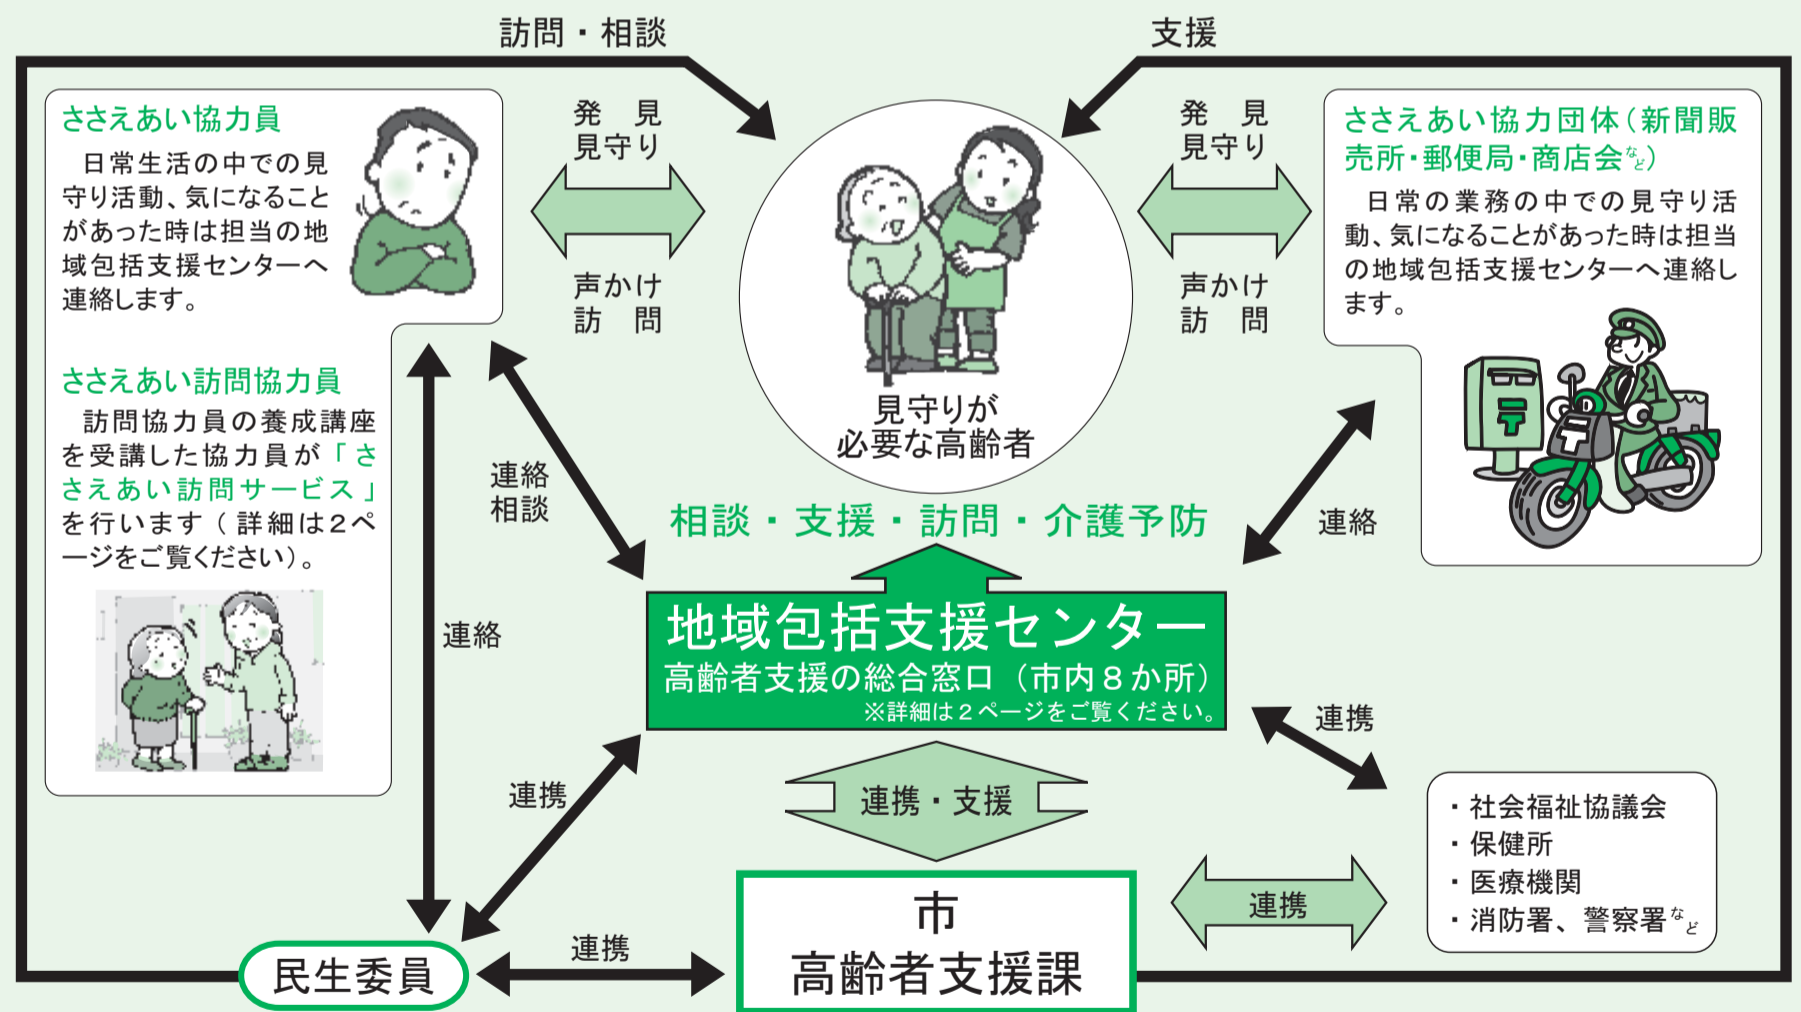 訪問・相談
支援
ささえあい協力員
日常生活の中での見
守り活動、気になること
があった時は担当の地
域包括支援センターへ
連絡します。
発　見
見守り
声かけ
訪　問
見守りが
必要な高齢者
発　見
見守り
声かけ
訪　問
ささえあい協力団体(新聞販
売所・郵便局・商店会など)
日常の業務の中での見守り活
動、気になることがあった時は担当
の地域包括支援センターへ連絡し
ます。
ささえあい訪問協力員
訪問協力員の養成講座
を受講した協力員が「さ
さえあい訪問サービス」
を行います(詳細は2ペ
ージをご覧ください)。
連絡
相談
連絡
相談・支援・訪問・介護予防
連絡
地域包括支援センター
高齢者支援の総合窓口(市内8か所)
※詳細は2ページをご覧ください。
連携
連携
連携・支援
・社会福祉協議会
・保健所
・医療機関
・消防署、警察署など
連携
市
高齢者支援課
連携
民生委員